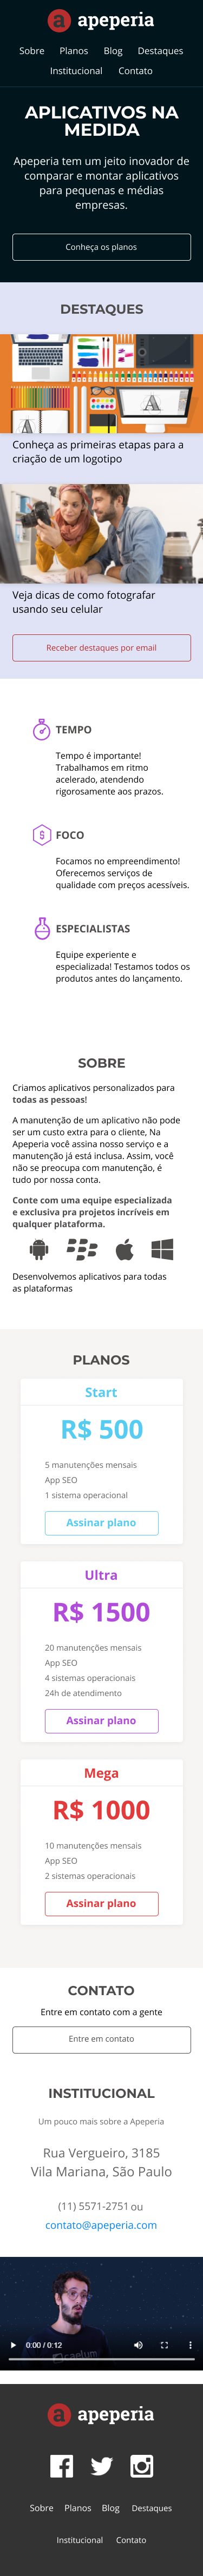 apeperia
Sobre Planos Blog Destaques
Institucional Contato
APLICATIVOS NA
MEDIDA
Apeperia tem um jeito inovador de
comparar e montar aplicativos
para pequenas e médias
empresas.
Conheça os planos
DESTAQUES
Conheça as primeiras etapas para a
criação de um logotipo
Veja dicas de como fotografar
usando seu celular
Receber destaques por email
TEMPO
Tempo é importante!
Trabalhamos em ritmo
acelerado, atendendo
rigorosamente aos prazos.
FOCO
Focamos no empreendimento!
Oferecemos serviços de
qualidade com preços acessíveis.
ESPECIALISTAS
Equipe experiente e
especializada! Testamos todos os
produtos antes do lançamento.
SOBRE
Criamos aplicativos personalizados para
todas as pessoas!
A manutenção de um aplicativo não pode
ser um custo extra para o cliente, Na
Apeperia você assina nosso serviço e a
manutenção já está inclusa. Assim, você
não se preocupa com manutenção, é
tudo por nossa conta.
Conte com uma equipe especializada
e exclusiva pra projetos incríveis em
qualquer plataforma.
Desenvolvemos aplicativos para todas
as plataformas
PLANOS
Start
R$ 500
5 manutenções mensais
App SEO
1 sistema operacional
Assinar plano
Ultra
R$ 1500
20 manutenções mensais
App SEO
4 sistemas operacionais
24h de atendimento
Assinar plano
Mega
R$ 1000
10 manutenções mensais
App SEO
2 sistemas operacionais
Assinar plano
CONTATO
Entre em contato com a gente
Entre em contato
INSTITUCIONAL
Um pouco mais sobre a Apeperia
Rua Vergueiro, 3185
Vila Mariana, São Paulo
(11) 5571-2751 ou
contato@apeperia.com
0:00 / 0:12
caelum
apeperia
Sobre Planos Blog Destaques
Institucional Contato